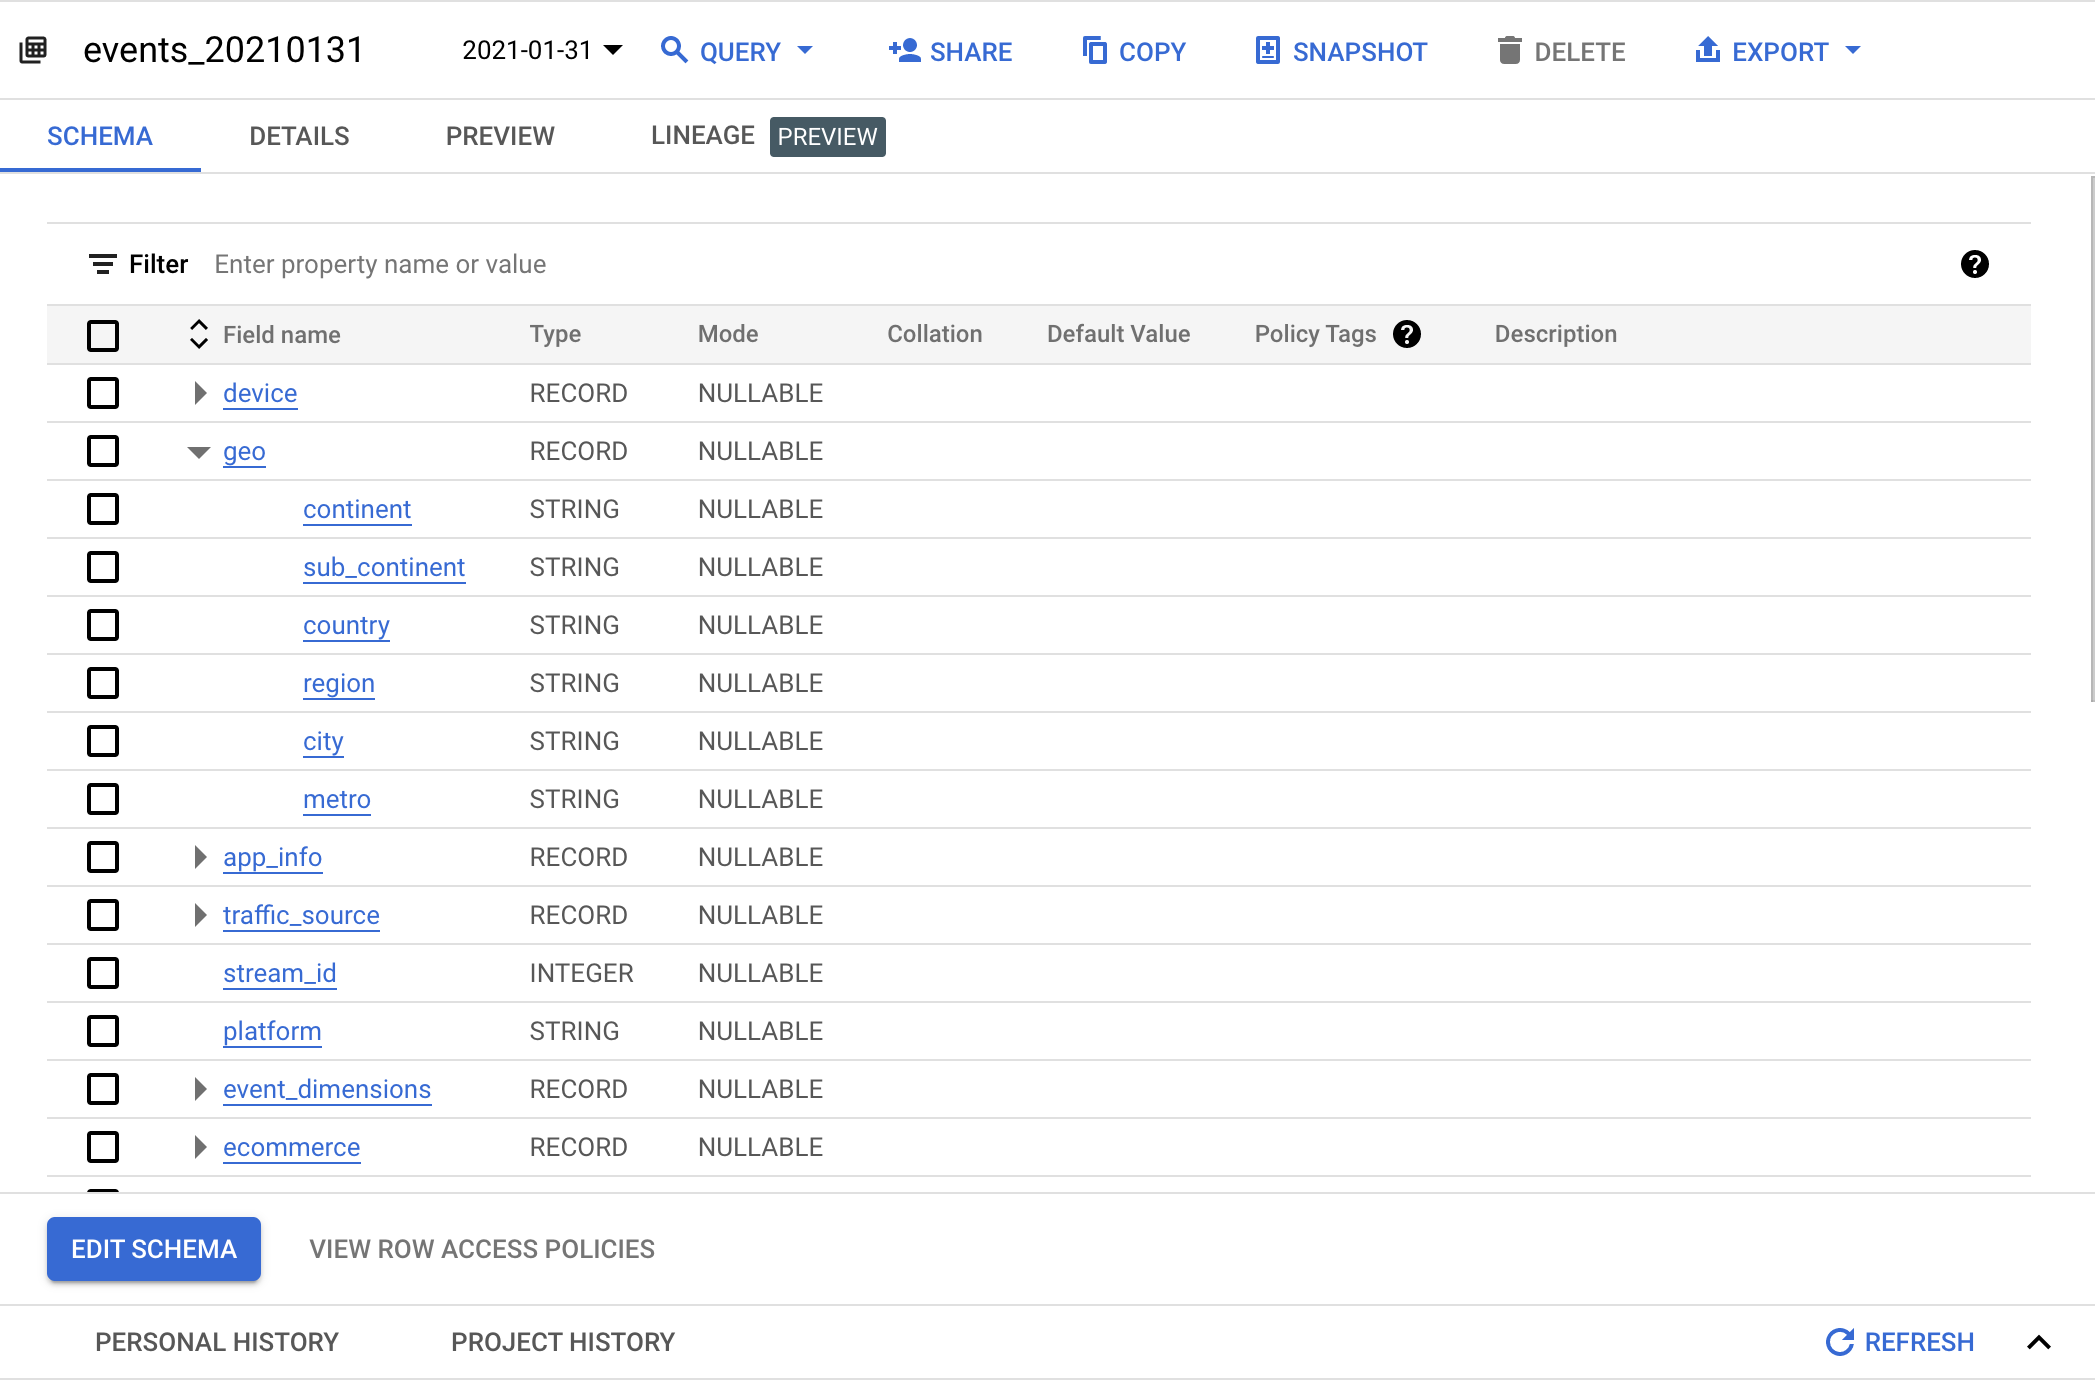 events_20210131 2021-01-31 QUERY SHARE COPY SNAPSHOT DELETE EXPORT
SCHEMA DETAILS PREVIEW LINEAGE PREVIEW
Filter Enter property name or value
Field name Type Mode Collation Default Value Policy Tags Description
device RECORD NULLABLE
geo RECORD NULLABLE
continent STRING NULLABLE
sub_continent STRING NULLABLE
country STRING NULLABLE
region STRING NULLABLE
city STRING NULLABLE
metro STRING NULLABLE
app_info RECORD NULLABLE
traffic_source RECORD NULLABLE
stream_id INTEGER NULLABLE
platform STRING NULLABLE
event_dimensions RECORD NULLABLE
ecommerce RECORD NULLABLE
EDIT SCHEMA VIEW ROW ACCESS POLICIES
PERSONAL HISTORY PROJECT HISTORY REFRESH